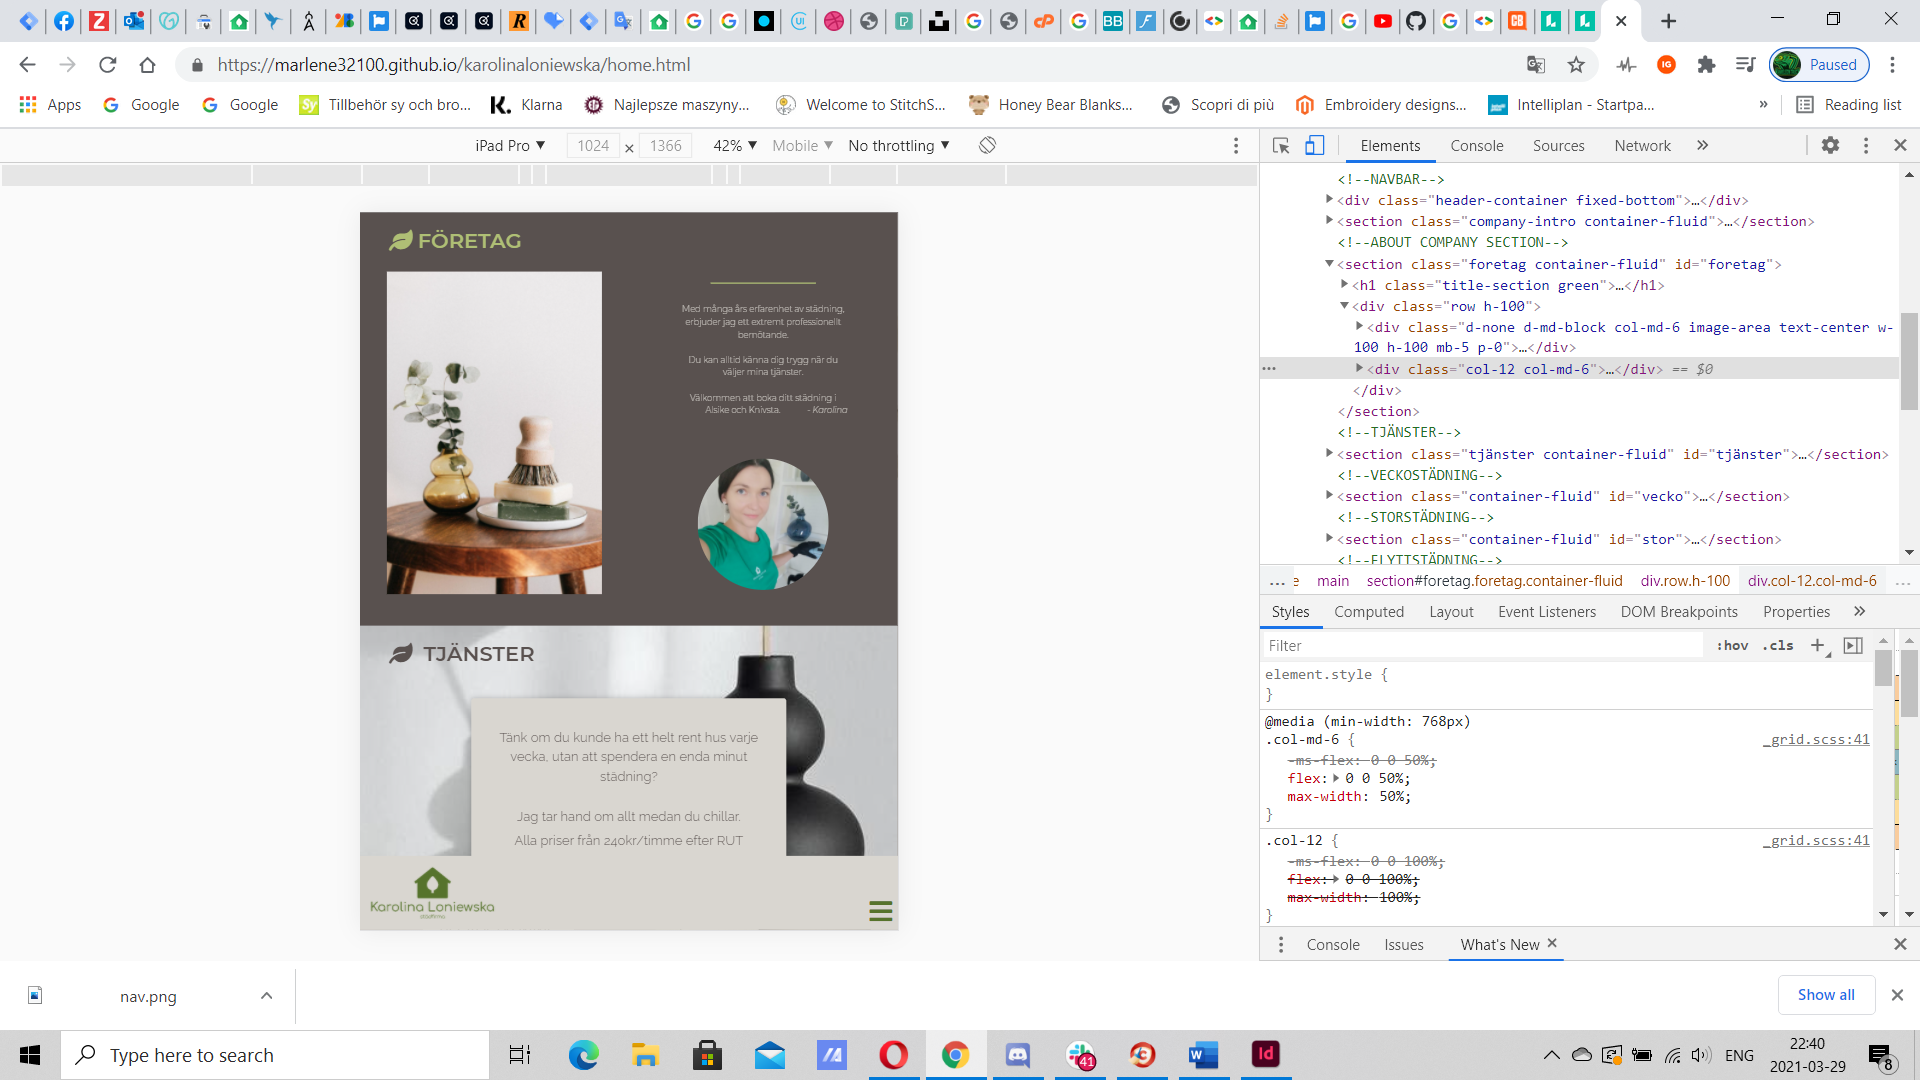 https://marlene32100.github.io/karolinaloniewska/home.html
Paused
Apps
Google
Google
Tillbehör sy och bro...
Klarna
Najlepsze maszyny...
Welcome to StitchS...
Honey Bear Blanks...
Scopri di più
Embroidery designs...
Intelliplan - Startpa...
»
Reading list
iPad Pro ▼
1024 × 1366
42% ▼
Mobile ▼
No throttling ▼
Elements
Console
Sources
Network
»
FÖRETAG
Med många års erfarenhet av städning,
erbjuder jag ett extremt professionellt
bemötande.
Du kan alltid känna dig trygg när du
väljer mina tjänster.
Välkommen att boka ditt städning i
Alsike och Knivsta. - Karolina
TJÄNSTER
Tänk om du kunde ha ett helt rent hus varje
vecka, utan att spendera en enda minut
städning?
Jag tar hand om allt medan du chillar.
Alla priser från 240kr/timme efter RUT
Karolina Loniewska
städfirma
<!--NAVBAR-->
<div class="header-container fixed-bottom">…</div>
<section class="company-intro container-fluid">…</section>
<!--ABOUT COMPANY SECTION-->
<section class="foretag container-fluid" id="foretag">
<h1 class="title-section green">…</h1>
<div class="row h-100">
<div class="d-none d-md-block col-md-6 image-area text-center w-
100 h-100 mb-5 p-0">…</div>
<div class="col-12 col-md-6">…</div> == $0
</div>
</section>
<!--TJÄNSTER-->
<section class="tjänster container-fluid" id="tjänster">…</section>
<!--VECKOSTÄDNING-->
<section class="container-fluid" id="vecko">…</section>
<!--STORSTÄDNING-->
<section class="container-fluid" id="stor">…</section>
<!--FLYTTSTÄDNING-->
... e main section#foretag.foretag.container-fluid div.row.h-100 div.col-12.col-md-6 ...
Styles
Computed
Layout
Event Listeners
DOM Breakpoints
Properties
»
Filter
:hov .cls +
element.style {
}
@media (min-width: 768px)
.col-md-6 {
_grid.scss:41
-ms-flex: 0 0 50%;
flex: 0 0 50%;
max-width: 50%;
}
.col-12 {
_grid.scss:41
-ms-flex: 0 0 100%;
flex: 0 0 100%;
max-width: 100%;
}
Console
Issues
What's New
nav.png
Show all
Type here to search
41
ENG
22:40
2021-03-29
8